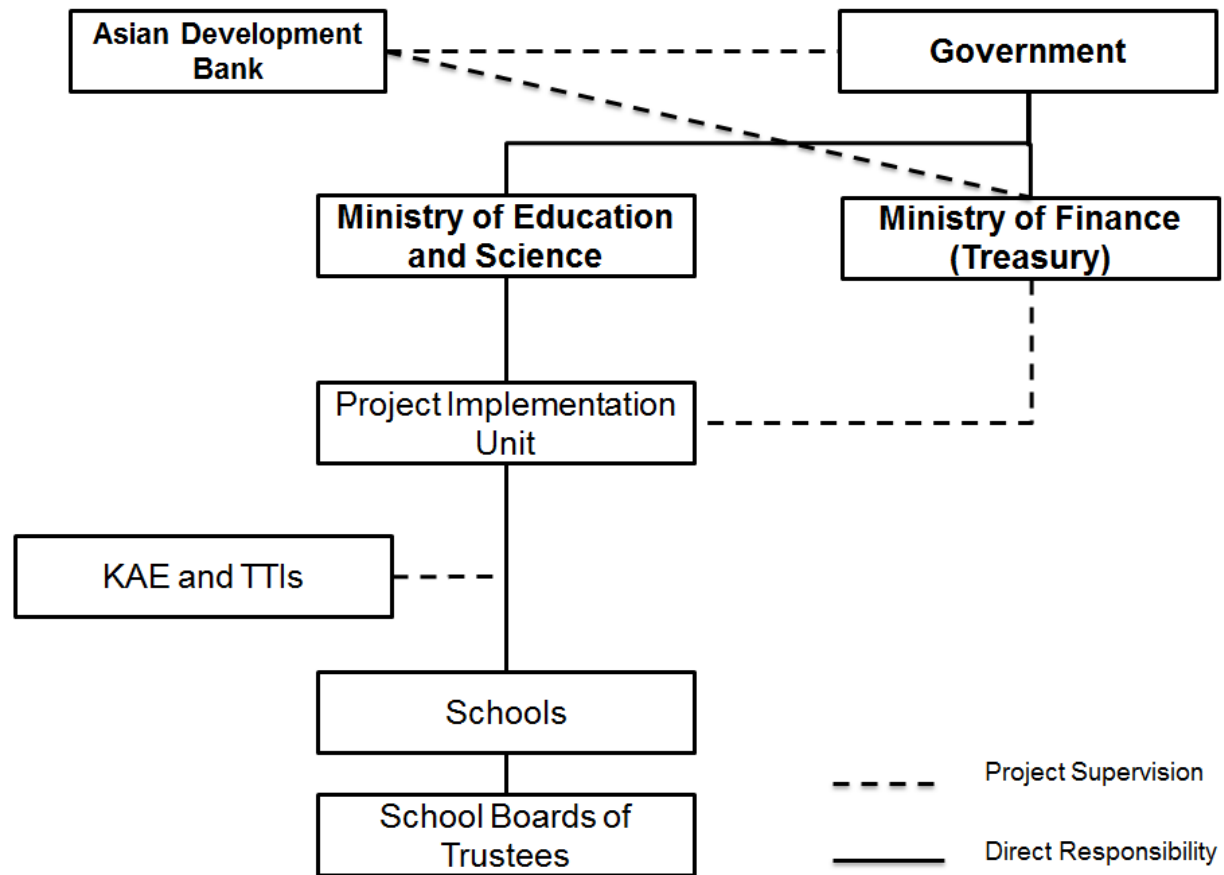 Asian Development
Bank
Government
Ministry of Education
and Science
Ministry of Finance
(Treasury)
Project Implementation
Unit
KAE and TTIs
Schools
School Boards of
Trustees
Project Supervision
Direct Responsibility